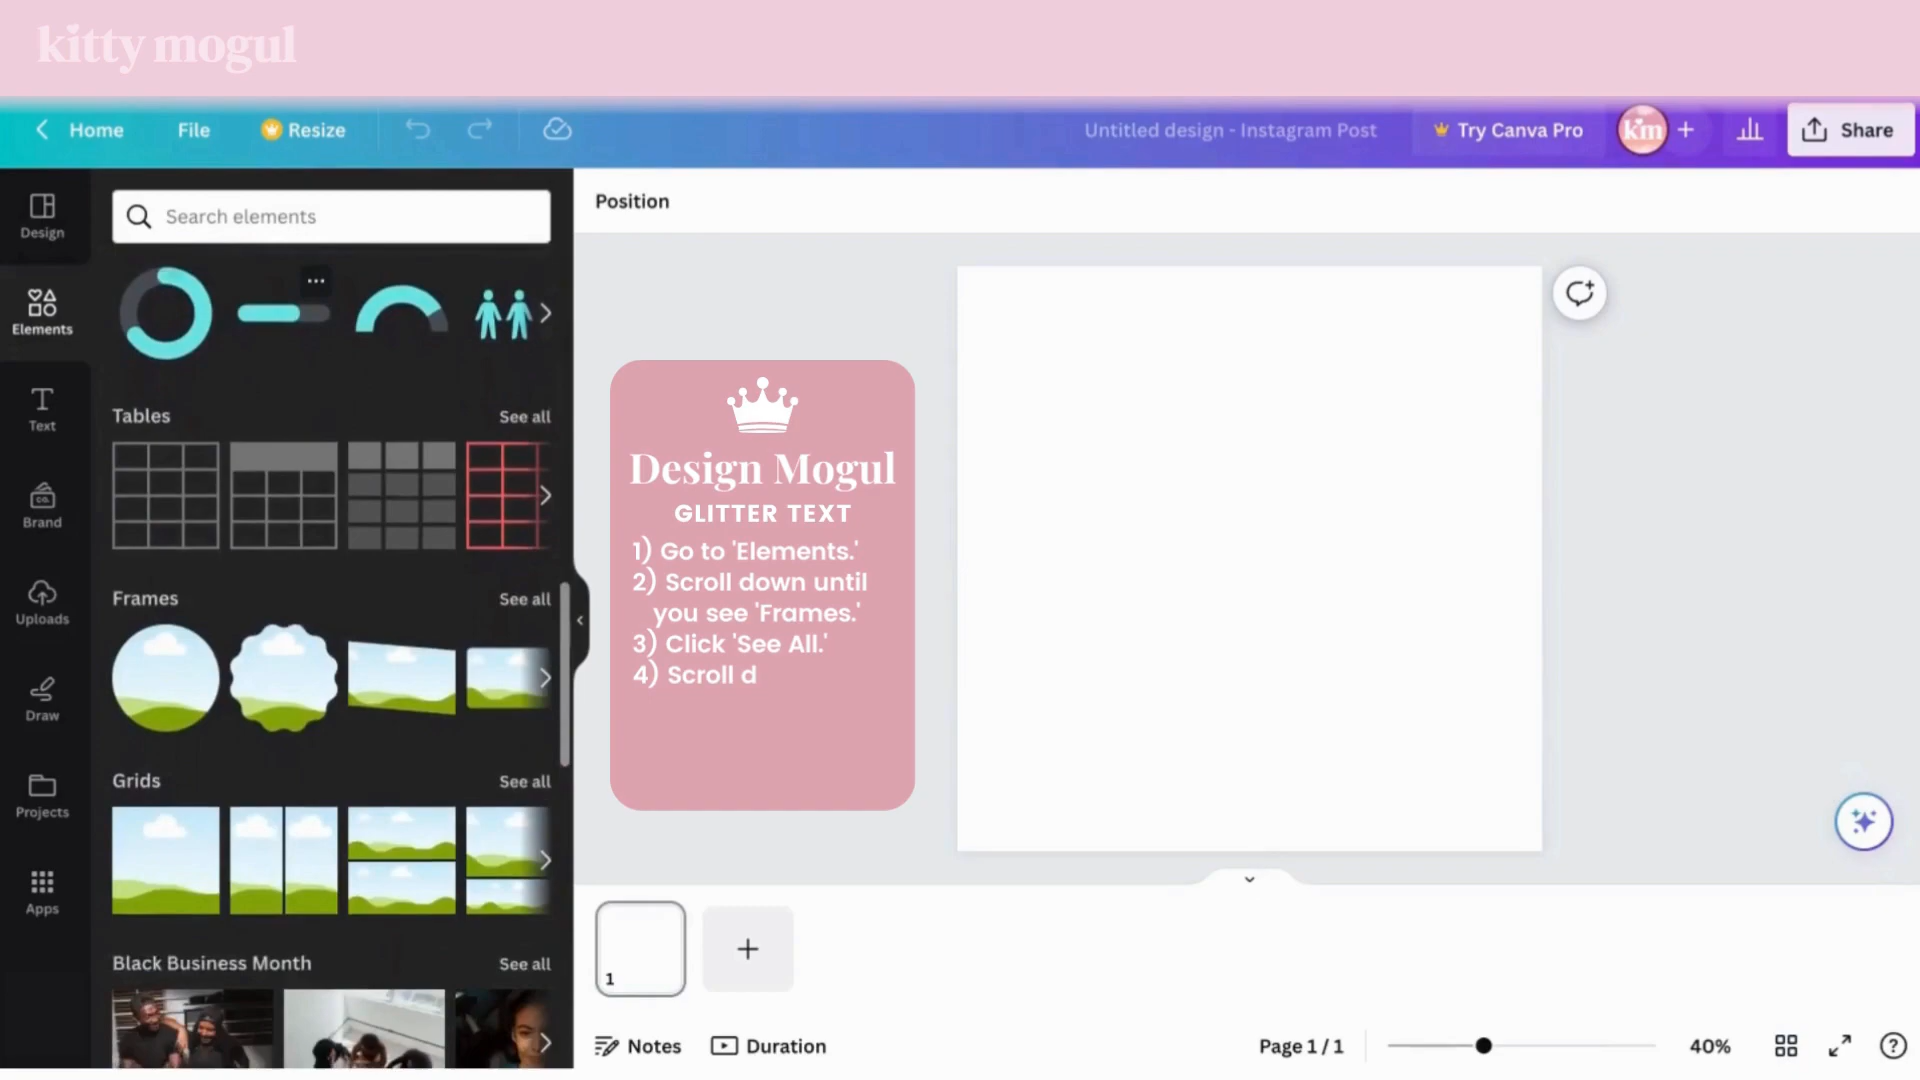 kitty mogul
Home
File
Resize
Untitled design - Instagram Post
Try Canva Pro
km
Share
Design
Elements
Text
Brand
CO.
Uploads
Draw
Projects
Apps
Search elements
Tables
See all
Frames
See all
Grids
See all
Black Business Month
See all
Position
Design Mogul
GLITTER TEXT
1) Go to 'Elements.'
2) Scroll down until
you see 'Frames.'
3) Click 'See All.'
4) Scroll d
1
Notes
Duration
Page 1 / 1
40%